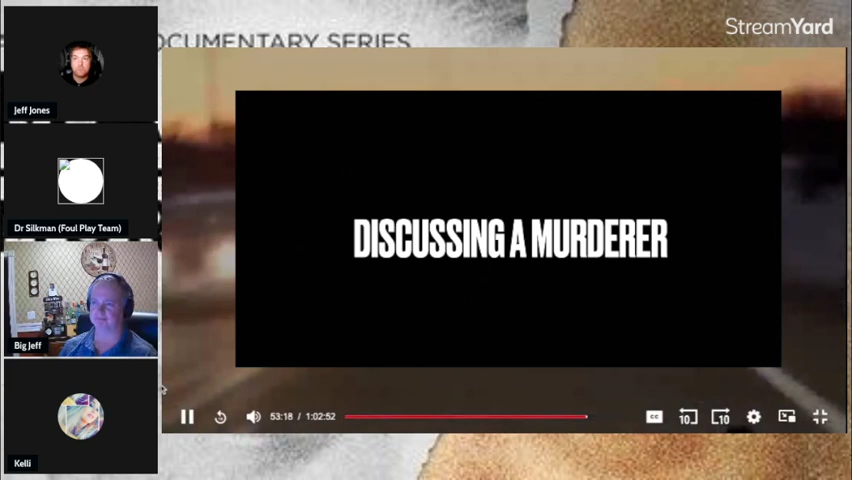 StreamYard
DOCUMENTARY SERIES
Jeff Jones
Dr Silkman (Foul Play Team)
DISCUSSING A MURDERER
Big Jeff
53:18 / 1:02:52
CC
10
10
Kelli